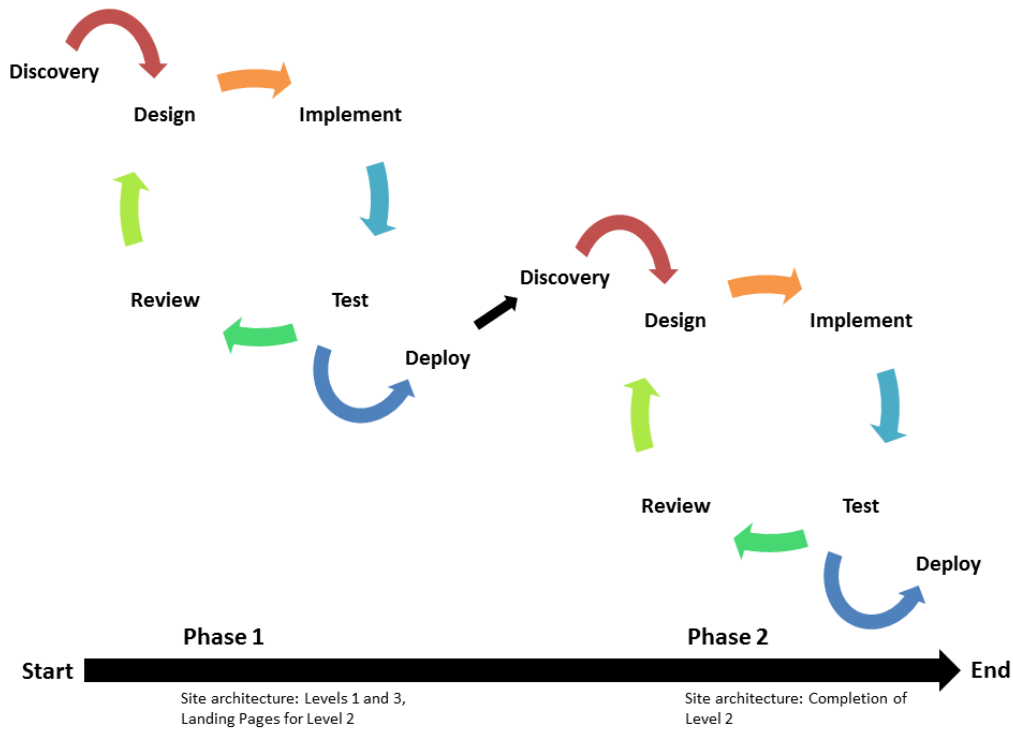 Discovery
Design
Implement
Review
Test
Deploy
Discovery
Design
Implement
Review
Test
Deploy
Phase 1
Phase 2
Start
End
Site architecture: Levels 1 and 3,
Landing Pages for Level 2
Site architecture: Completion of
Level 2